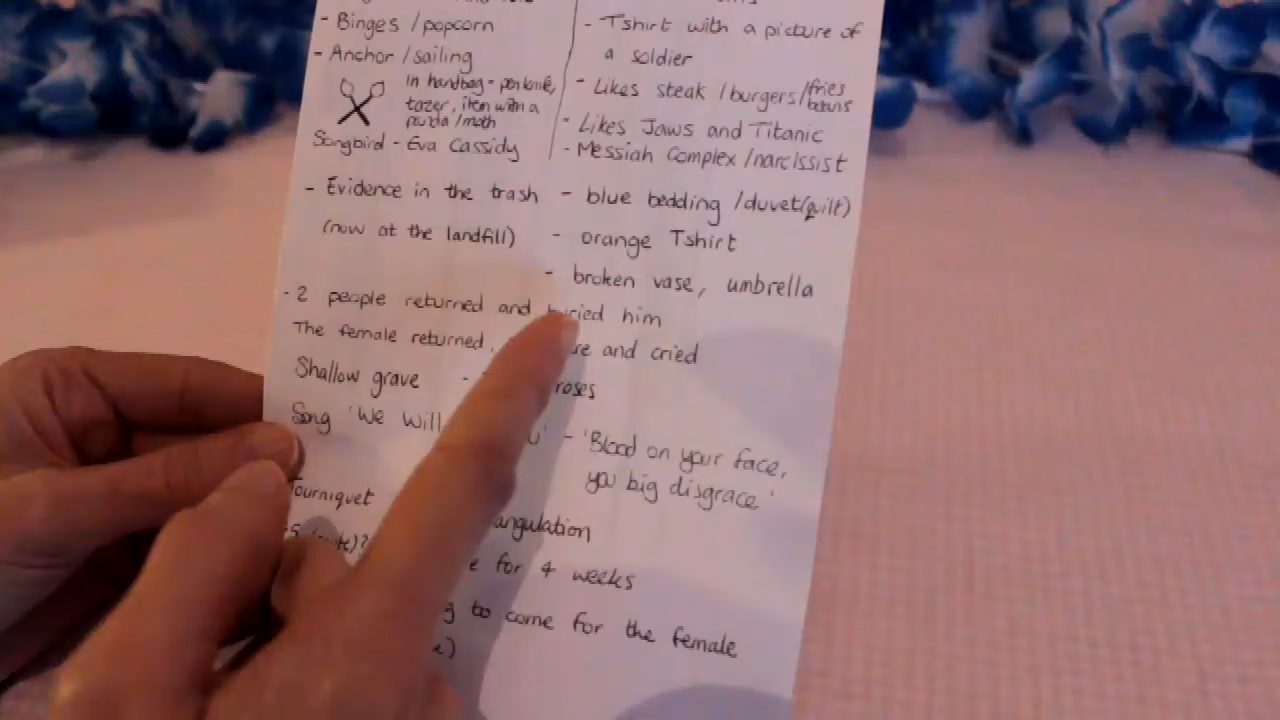 - Binges /popcorn
- Anchor /sailing
In handbag - penknife,
tazer, item with a
panda/moth
Songbird - Eva Cassidy
- Tshirt with a picture of
a soldier
- Likes steak /burgers/fries
beans
- Likes Jaws and Titanic
- Messiah Complex /narcissist
- Evidence in the trash - blue bedding /duvet(quilt)
(now at the landfill) - orange Tshirt
- broken vase, umbrella
- 2 people returned and buried him
The female returned, and cried
Shallow grave - roses
Song 'We Will - 'Blood on your face,
you big disgrace'
Tourniquet
for 4 weeks
to come for the female